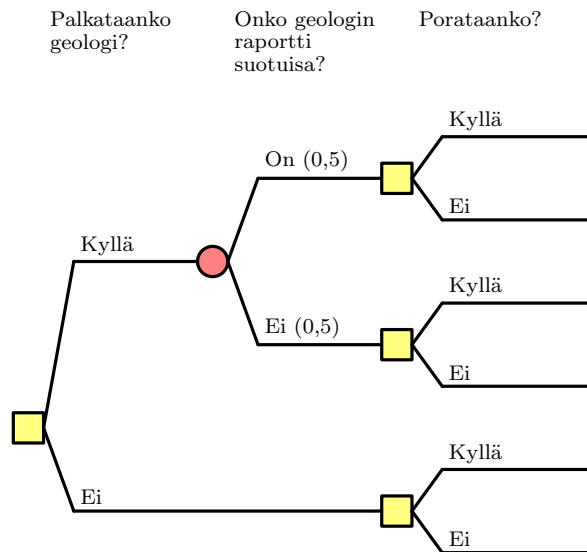 Palkataanko
geologi?
Onko geologin
raportti
suotuisa?
Porataanko?
Kyllä
On (0,5)
Ei
Kyllä
Kyllä
Ei (0,5)
Ei
Kyllä
Ei
Ei